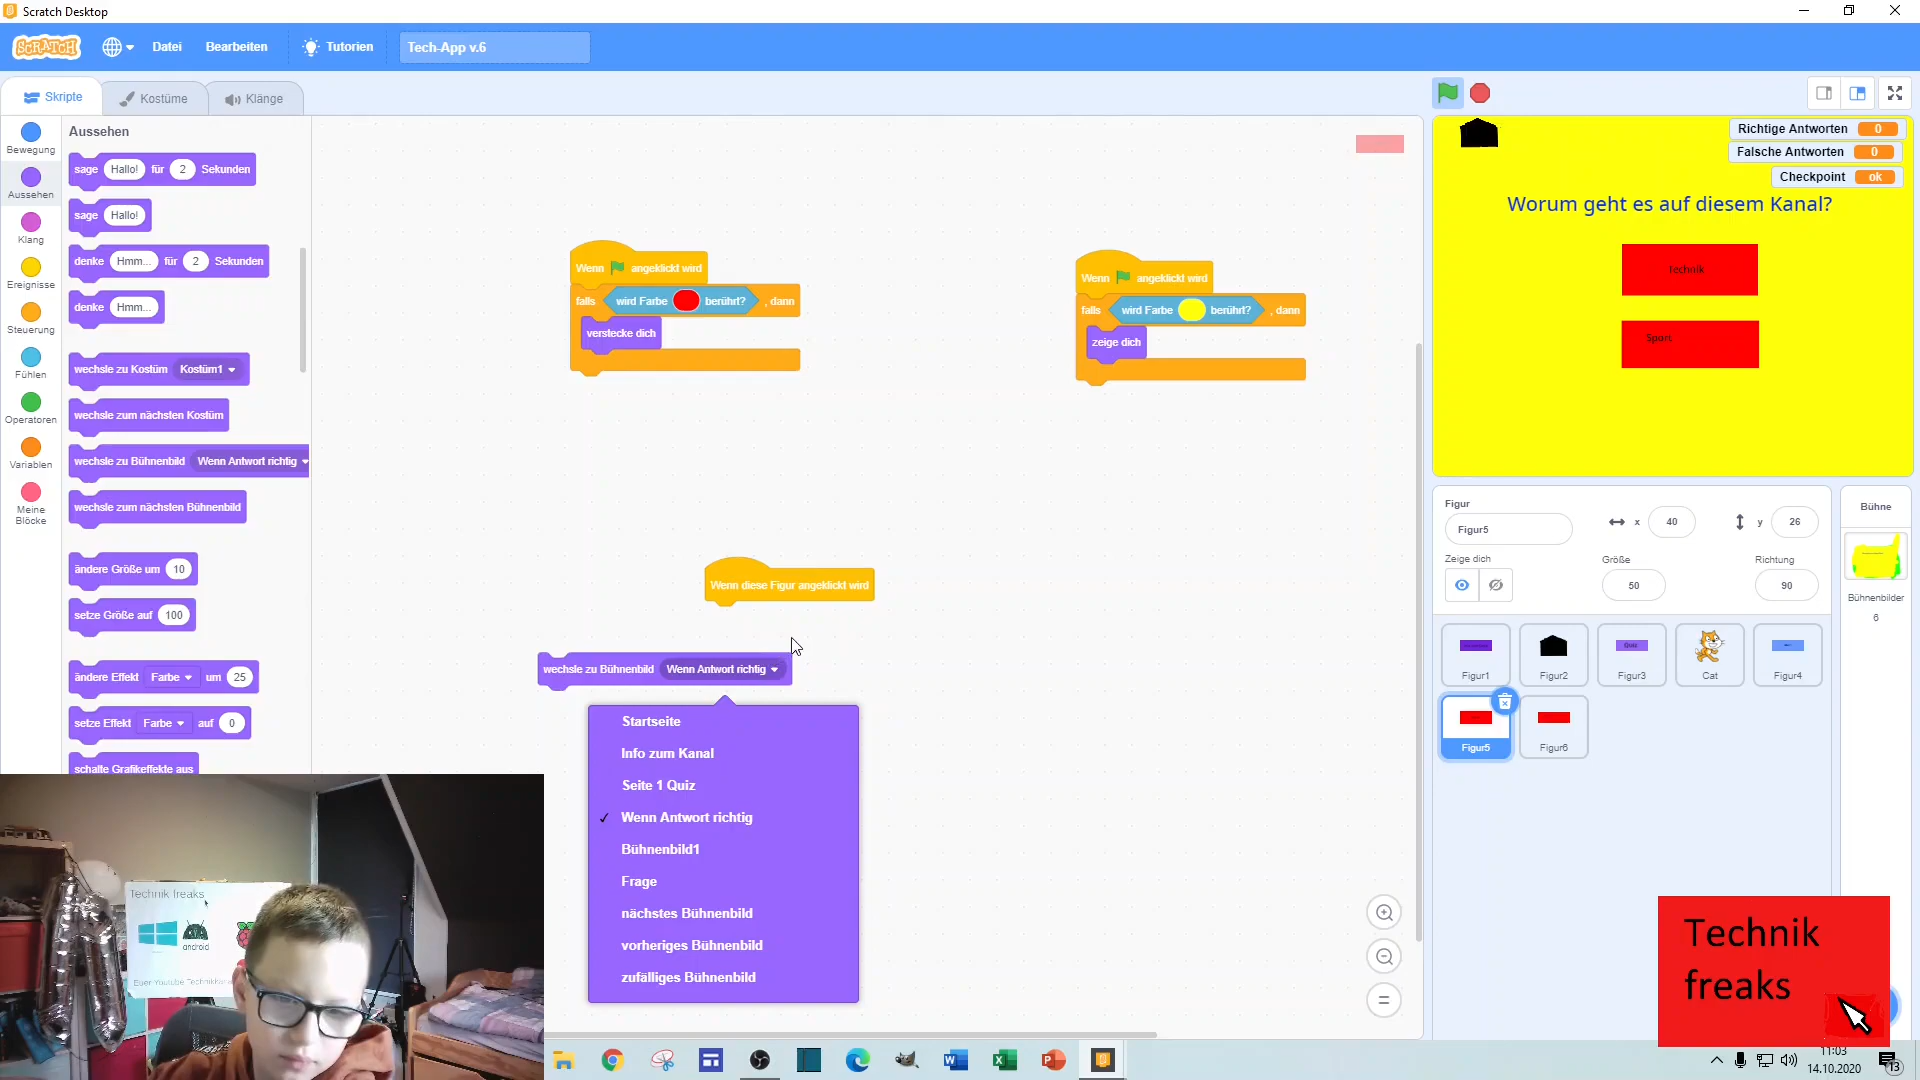 Scratch Desktop
SCRATCH
Datei
Bearbeiten
Tutorien
Tech-App v.6
Skripte
Kostüme
Klänge
Bewegung
Aussehen
Klang
Ereignisse
Steuerung
Fühlen
Operatoren
Variablen
Meine
Blöcke
Aussehen
sage Hallo! für 2 Sekunden
sage Hallo!
denke Hmm... für 2 Sekunden
denke Hmm...
wechsle zu Kostüm Kostüm1
wechsle zum nächsten Kostüm
wechsle zu Bühnenbild Wenn Antwort richtig
wechsle zum nächsten Bühnenbild
ändere Größe um 10
setze Größe auf 100
ändere Effekt Farbe um 25
setze Effekt Farbe auf 0
schalte Grafikeffekte aus
Wenn angeklickt wird
falls wird Farbe berührt? , dann
verstecke dich
Wenn angeklickt wird
falls wird Farbe berührt? , dann
zeige dich
Wenn diese Figur angeklickt wird
wechsle zu Bühnenbild Wenn Antwort richtig
Startseite
Info zum Kanal
Seite 1 Quiz
✓ Wenn Antwort richtig
Bühnenbild1
Frage
nächstes Bühnenbild
vorheriges Bühnenbild
zufälliges Bühnenbild
Richtige Antworten 0
Falsche Antworten 0
Checkpoint ok
Worum geht es auf diesem Kanal?
Technik
Sport
Figur
Figur5
x 40
y 26
Zeige dich
Größe
50
Richtung
90
Figur1
Figur2
Quiz
Figur3
Cat
Figur4
Figur5
Figur6
Bühne
Bühnenbilder
6
Technik freaks
android
Technik
freaks
11:03
14.10.2020
13